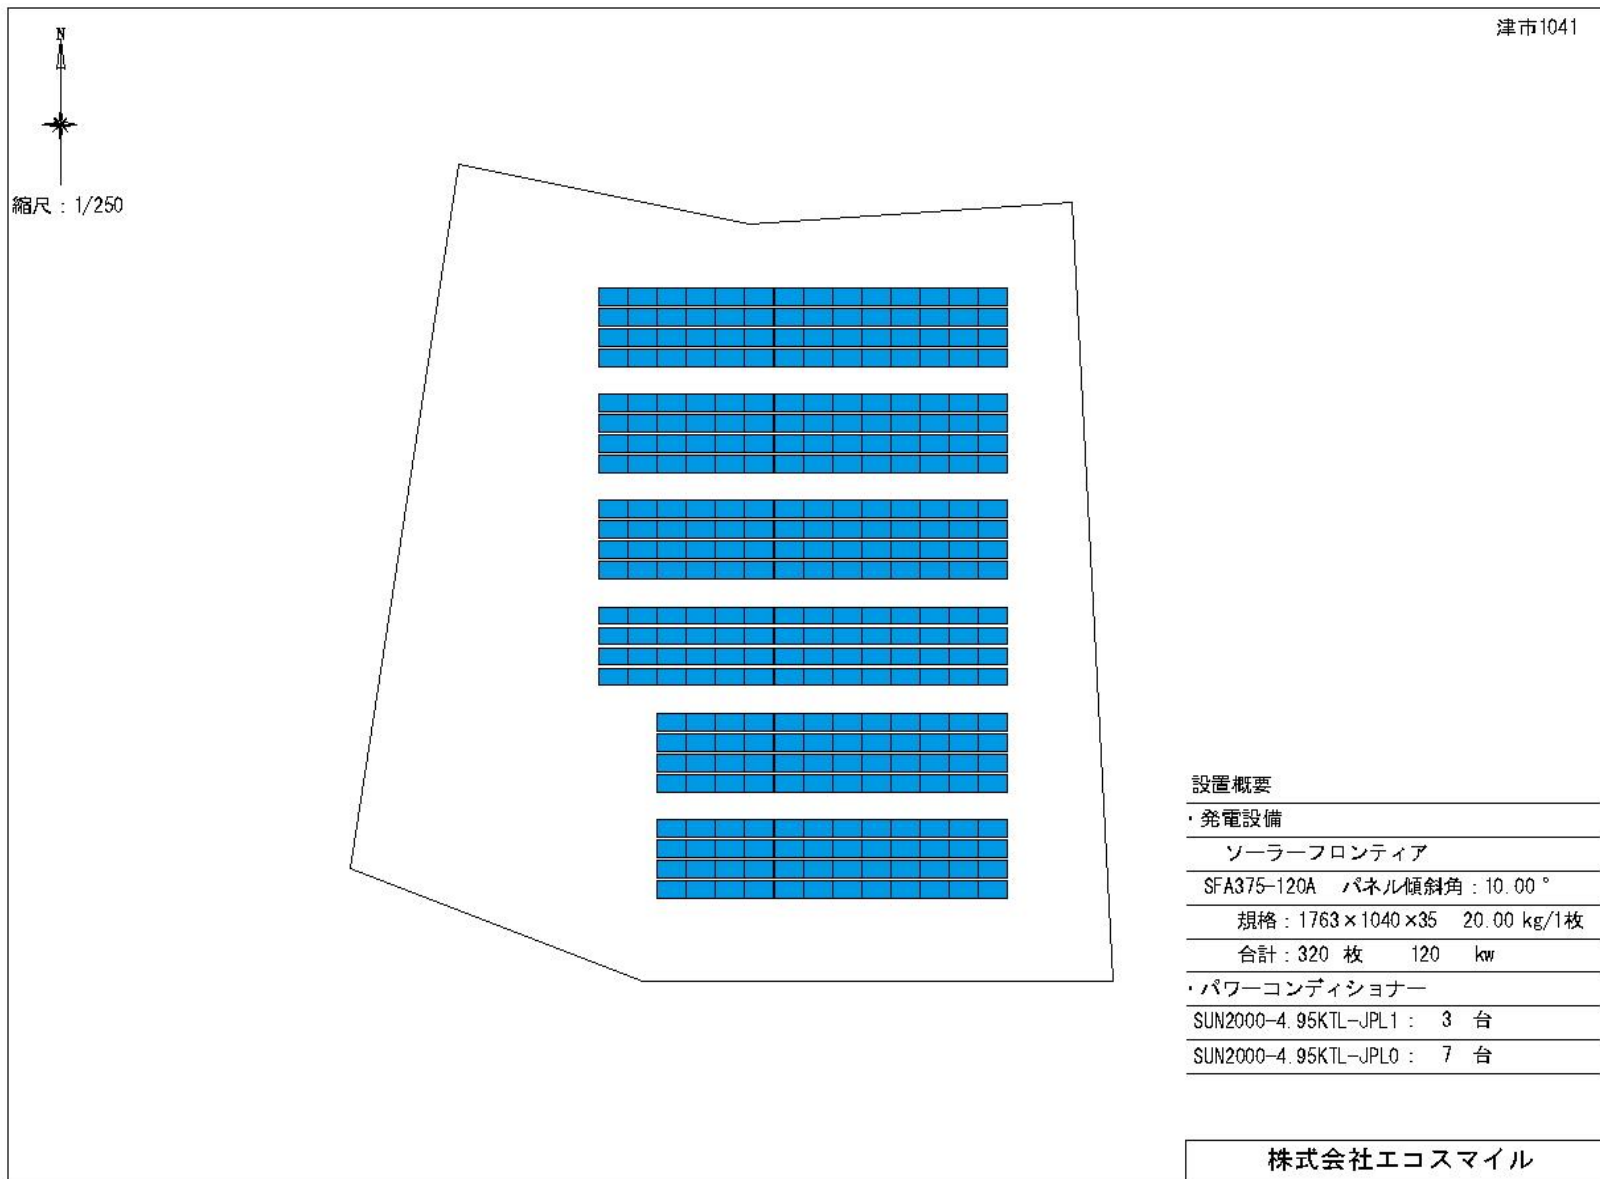 津市1041
N
縮尺：1/250
設置概要
・発電設備
ソーラーフロンティア
SFA375-120A パネル傾斜角：10.00°
規格：1763×1040×35 20.00 kg/1枚
合計：320 枚 120 kw
・パワーコンディショナー
SUN2000-4.95KTL-JPL1： 3 台
SUN2000-4.95KTL-JPL0： 7 台
株式会社エコスマイル